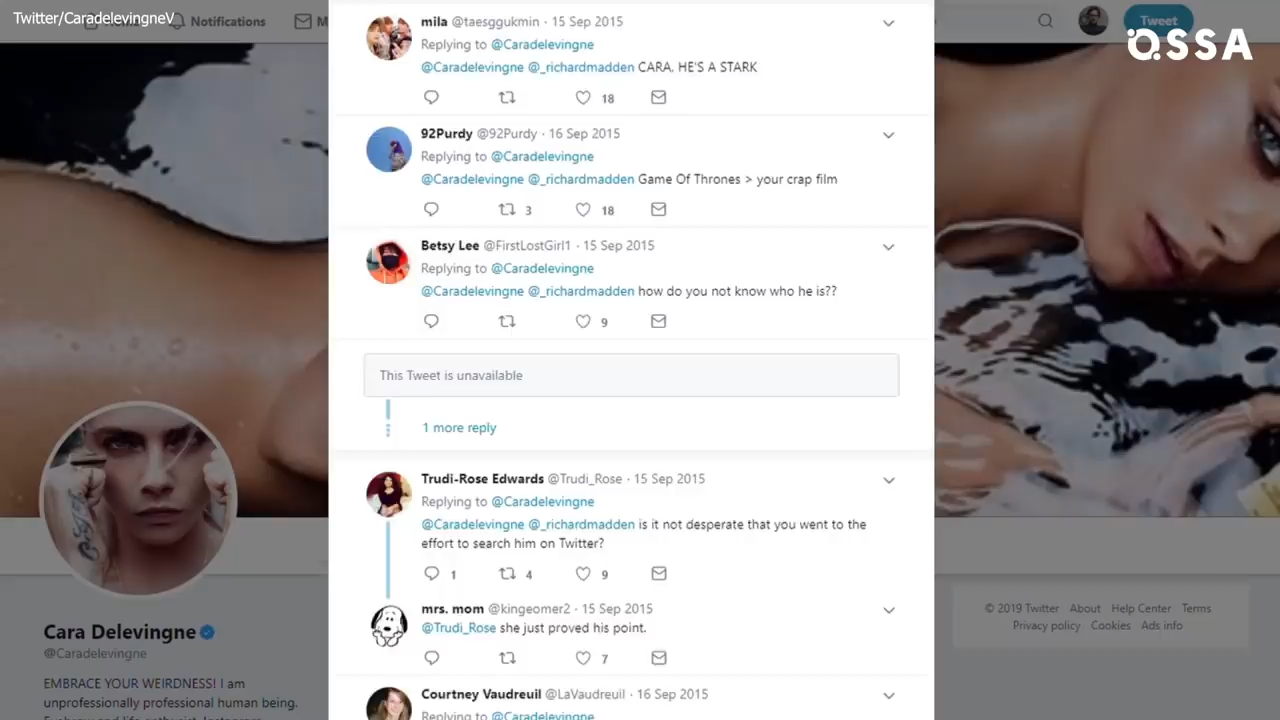 Twitter/CaradelevingneV
Notifications
M
Tweet
OSSA
mila @taesggukmin · 15 Sep 2015
Replying to @Caradelevingne
@Caradelevingne @_richardmadden CARA, HE'S A STARK
18
92Purdy @92Purdy · 16 Sep 2015
Replying to @Caradelevingne
@Caradelevingne @_richardmadden Game Of Thrones > your crap film
3 18
Betsy Lee @FirstLostGirl1 · 15 Sep 2015
Replying to @Caradelevingne
@Caradelevingne @_richardmadden how do you not know who he is??
9
This Tweet is unavailable
1 more reply
Trudi-Rose Edwards @Trudi_Rose · 15 Sep 2015
Replying to @Caradelevingne
@Caradelevingne @_richardmadden is it not desperate that you went to the
effort to search him on Twitter?
1 4 9
mrs. mom @kingeomer2 · 15 Sep 2015
@Trudi_Rose she just proved his point.
7
Courtney Vaudreuil @LaVaudreuil · 16 Sep 2015
Replying to @Caradelevingne
Cara Delevingne
@Caradelevingne
EMBRACE YOUR WEIRDNESS! I am
unprofessionally professional human being.
© 2019 Twitter About Help Center Terms
Privacy policy Cookies Ads info